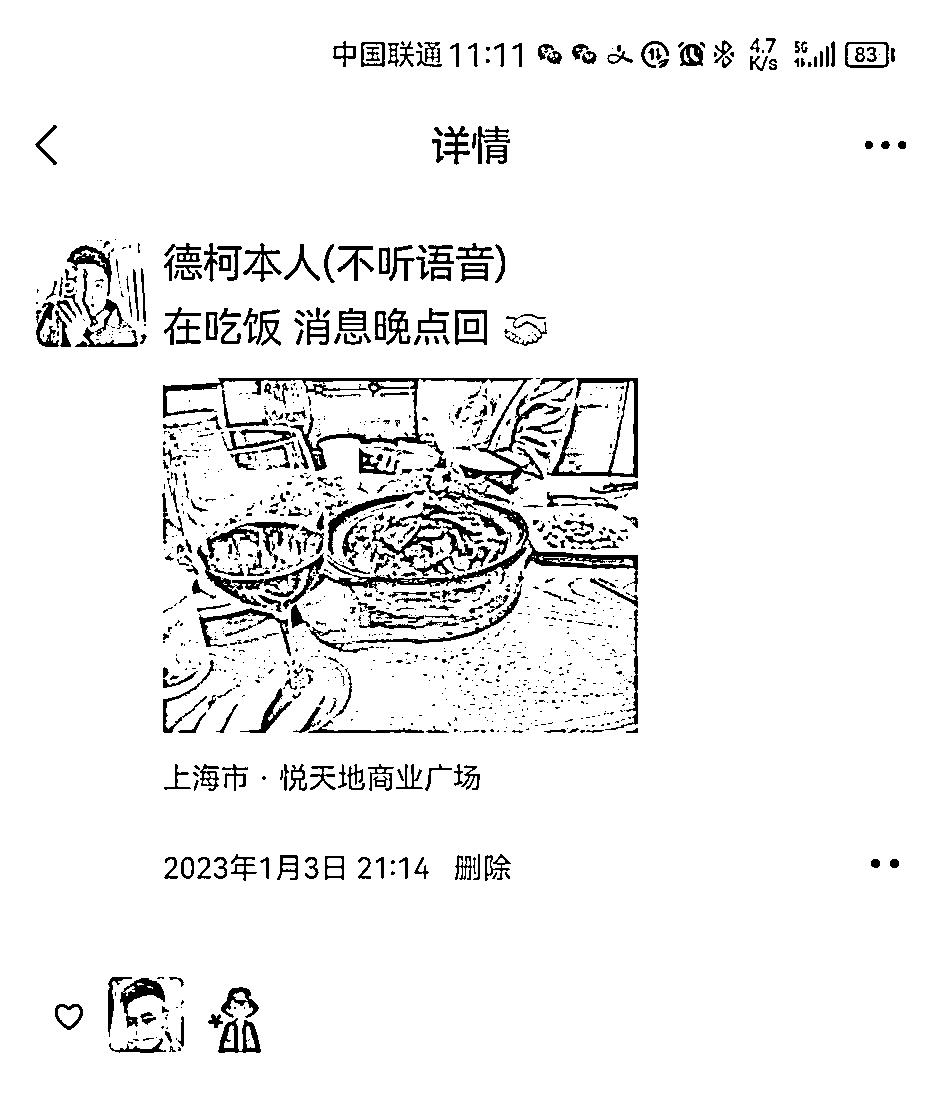 中国联通 11:11 4.7 K/s 5G 83
详情
德柯本人(不听语音)
在吃饭 消息晚点回
上海市 · 悦天地商业广场
2023年1月3日 21:14 删除